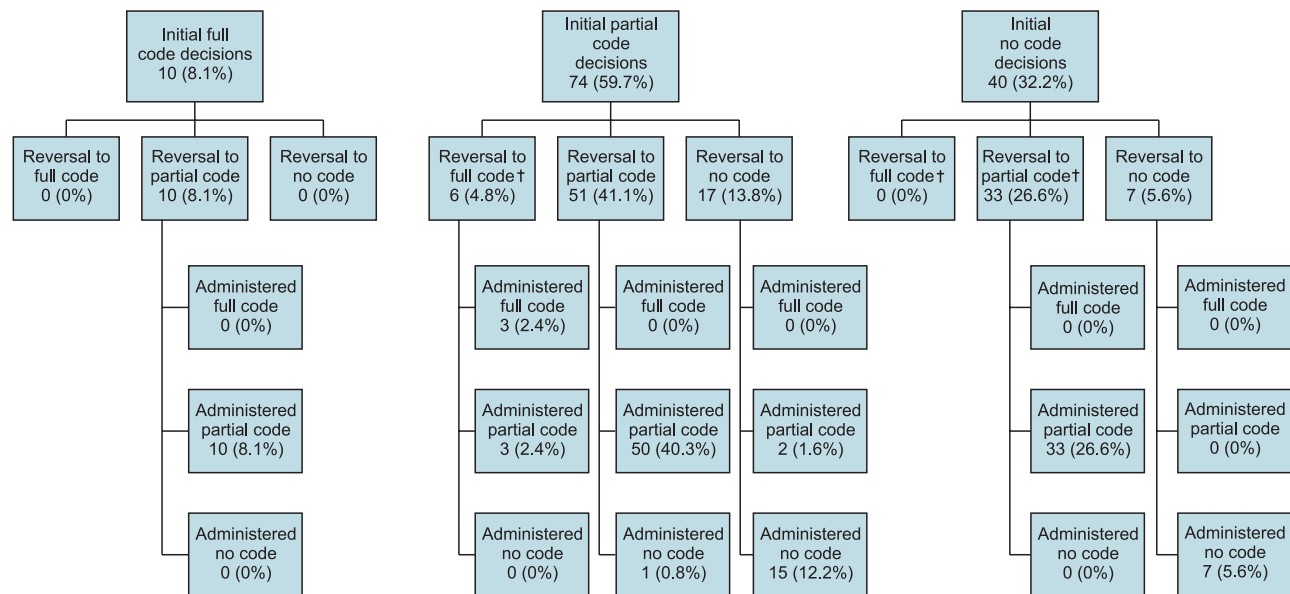 Initial full
code decisions
10 (8.1%)
Reversal to
full code
0 (0%)
Reversal to
partial code
10 (8.1%)
Reversal to
no code
0 (0%)
Administered
full code
0 (0%)
Administered
partial code
10 (8.1%)
Administered
no code
0 (0%)
Initial partial
code
decisions
74 (59.7%)
Reversal to
full code†
6 (4.8%)
Reversal to
partial code
51 (41.1%)
Reversal to
no code
17 (13.8%)
Administered
full code
3 (2.4%)
Administered
full code
0 (0%)
Administered
full code
0 (0%)
Administered
partial code
3 (2.4%)
Administered
partial code
50 (40.3%)
Administered
partial code
2 (1.6%)
Administered
no code
0 (0%)
Administered
no code
1 (0.8%)
Administered
no code
15 (12.2%)
Initial
no code
decisions
40 (32.2%)
Reversal to
full code†
0 (0%)
Reversal to
partial code†
33 (26.6%)
Reversal to
no code
7 (5.6%)
Administered
full code
0 (0%)
Administered
full code
0 (0%)
Administered
partial code
33 (26.6%)
Administered
partial code
0 (0%)
Administered
no code
0 (0%)
Administered
no code
7 (5.6%)